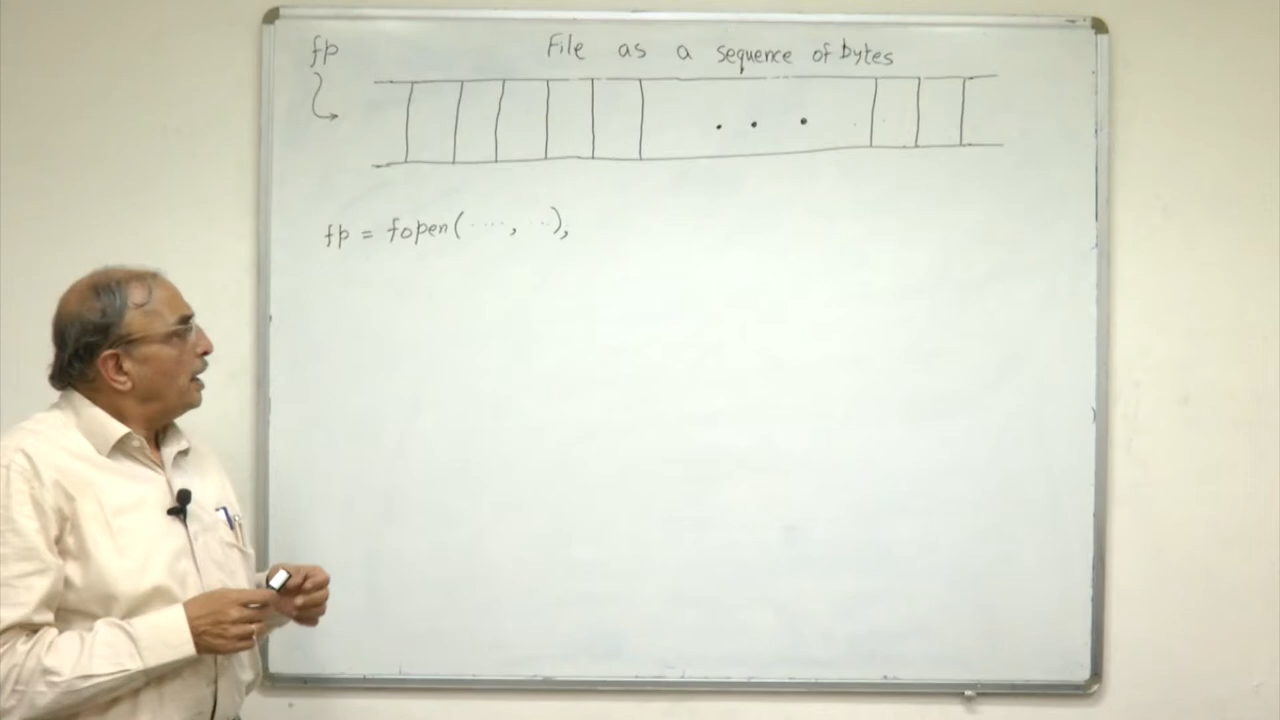 fp File as a sequence of bytes
. . .
fp = fopen(...., ...);